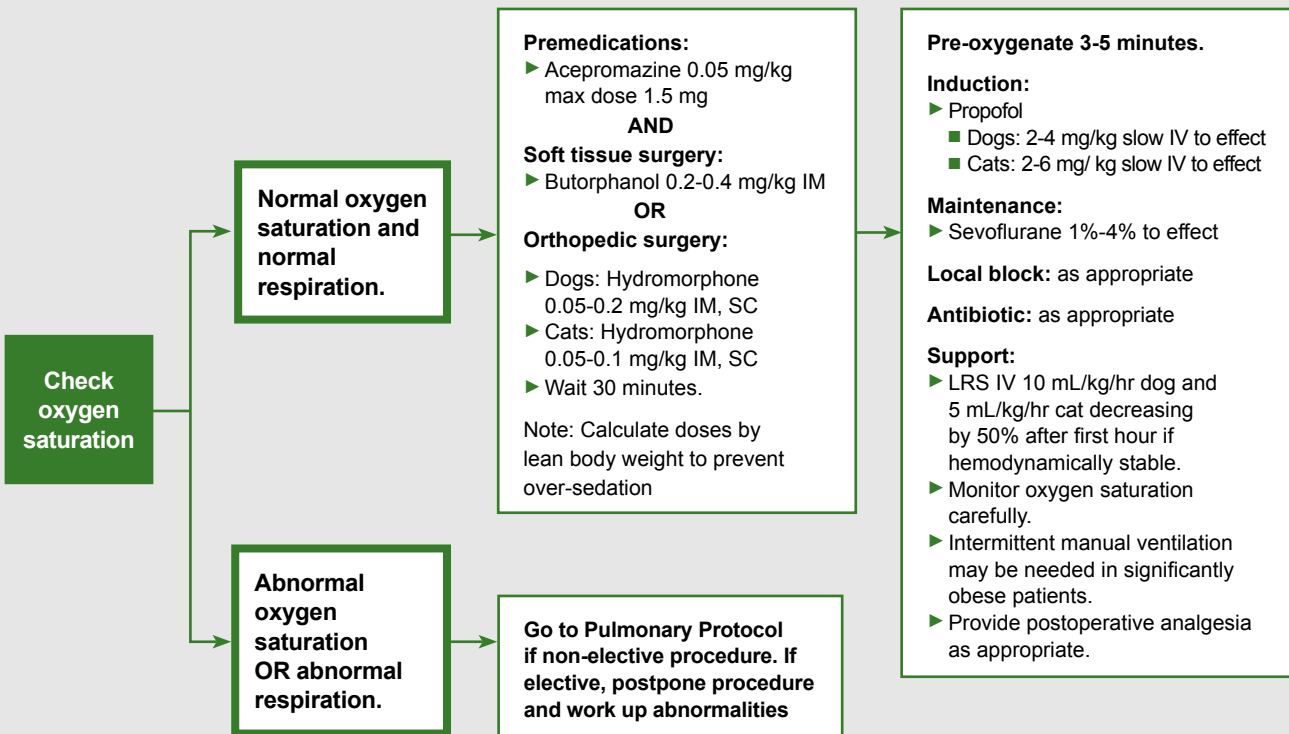 Check
oxygen
saturation
Normal oxygen
saturation and
normal
respiration.
Premedications:
► Acepromazine 0.05 mg/kg
max dose 1.5 mg
AND
Soft tissue surgery:
► Butorphanol 0.2-0.4 mg/kg IM
OR
Orthopedic surgery:
► Dogs: Hydromorphone
0.05-0.2 mg/kg IM, SC
► Cats: Hydromorphone
0.05-0.1 mg/kg IM, SC
► Wait 30 minutes.
Note: Calculate doses by
lean body weight to prevent
over-sedation
Pre-oxygenate 3-5 minutes.
Induction:
► Propofol
■ Dogs: 2-4 mg/kg slow IV to effect
■ Cats: 2-6 mg/ kg slow IV to effect
Maintenance:
► Sevoflurane 1%-4% to effect
Local block: as appropriate
Antibiotic: as appropriate
Support:
► LRS IV 10 mL/kg/hr dog and
5 mL/kg/hr cat decreasing
by 50% after first hour if
hemodynamically stable.
► Monitor oxygen saturation
carefully.
► Intermittent manual ventilation
may be needed in significantly
obese patients.
► Provide postoperative analgesia
as appropriate.
Abnormal
oxygen
saturation
OR abnormal
respiration.
Go to Pulmonary Protocol
if non-elective procedure. If
elective, postpone procedure
and work up abnormalities